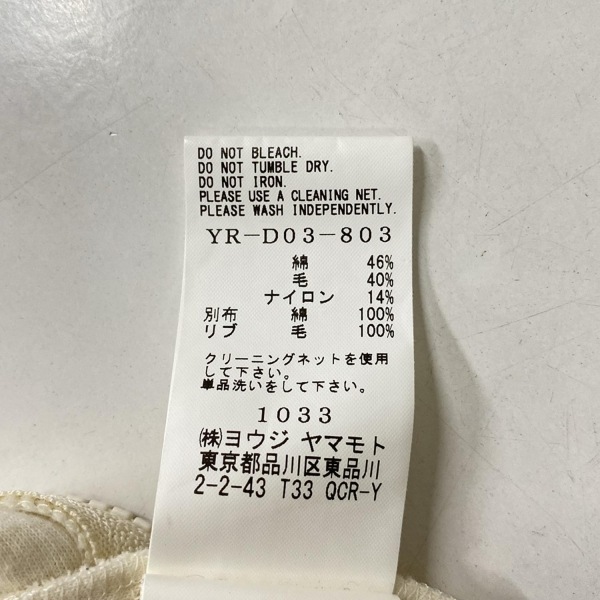 DO NOT BLEACH.
DO NOT TUMBLE DRY.
DO NOT IRON.
PLEASE USE A CLEANING NET.
PLEASE WASH INDEPENDENTLY.
YR-D03-803
綿 46%
毛 40%
ナイロン 14%
別布 綿 100%
リブ 毛 100%
クリーニングネットを使用
して下さい。
単品洗いをして下さい。
1033
㈱ヨウジ ヤマモト
東京都品川区東品川
2-2-43 T33 QCR-Y